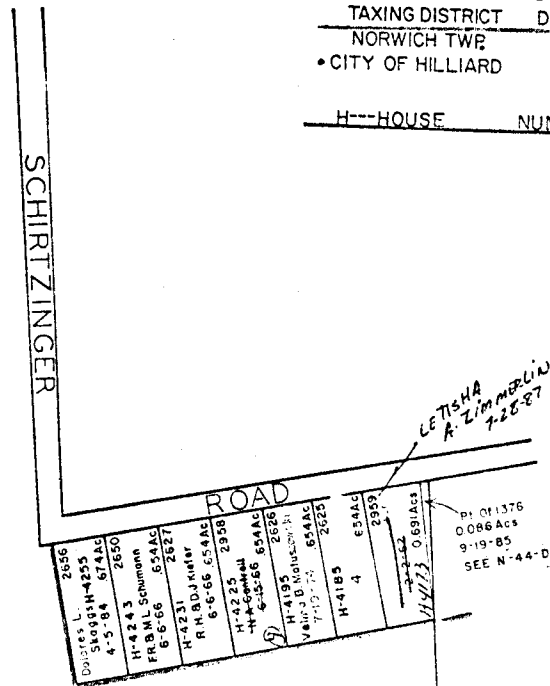 TAXING DISTRICT D
NORWICH TWP.
• CITY OF HILLIARD
H---HOUSE NUM
SCHIRTZINGER
ROAD
LETISHA
A. ZIMMERLIN
7-28-87
2656
Dolores L.
Skaggs H-4255
4-5-84 .674Ac
2650
H-4243
F.R.&M.L. Schumann
6-6-66 .654Ac
2627
H-4231
R.H.&D.J. Kiefer
6-6-66 .654Ac
2958
H-4225
6-15-66 .654Ac
2626
H-4195
.654Ac
2625
H-4185
4
.654Ac
2959
0.691Acs
H4173
Pt Of 1376
0.086Acs
9-19-85
SEE N-44-D